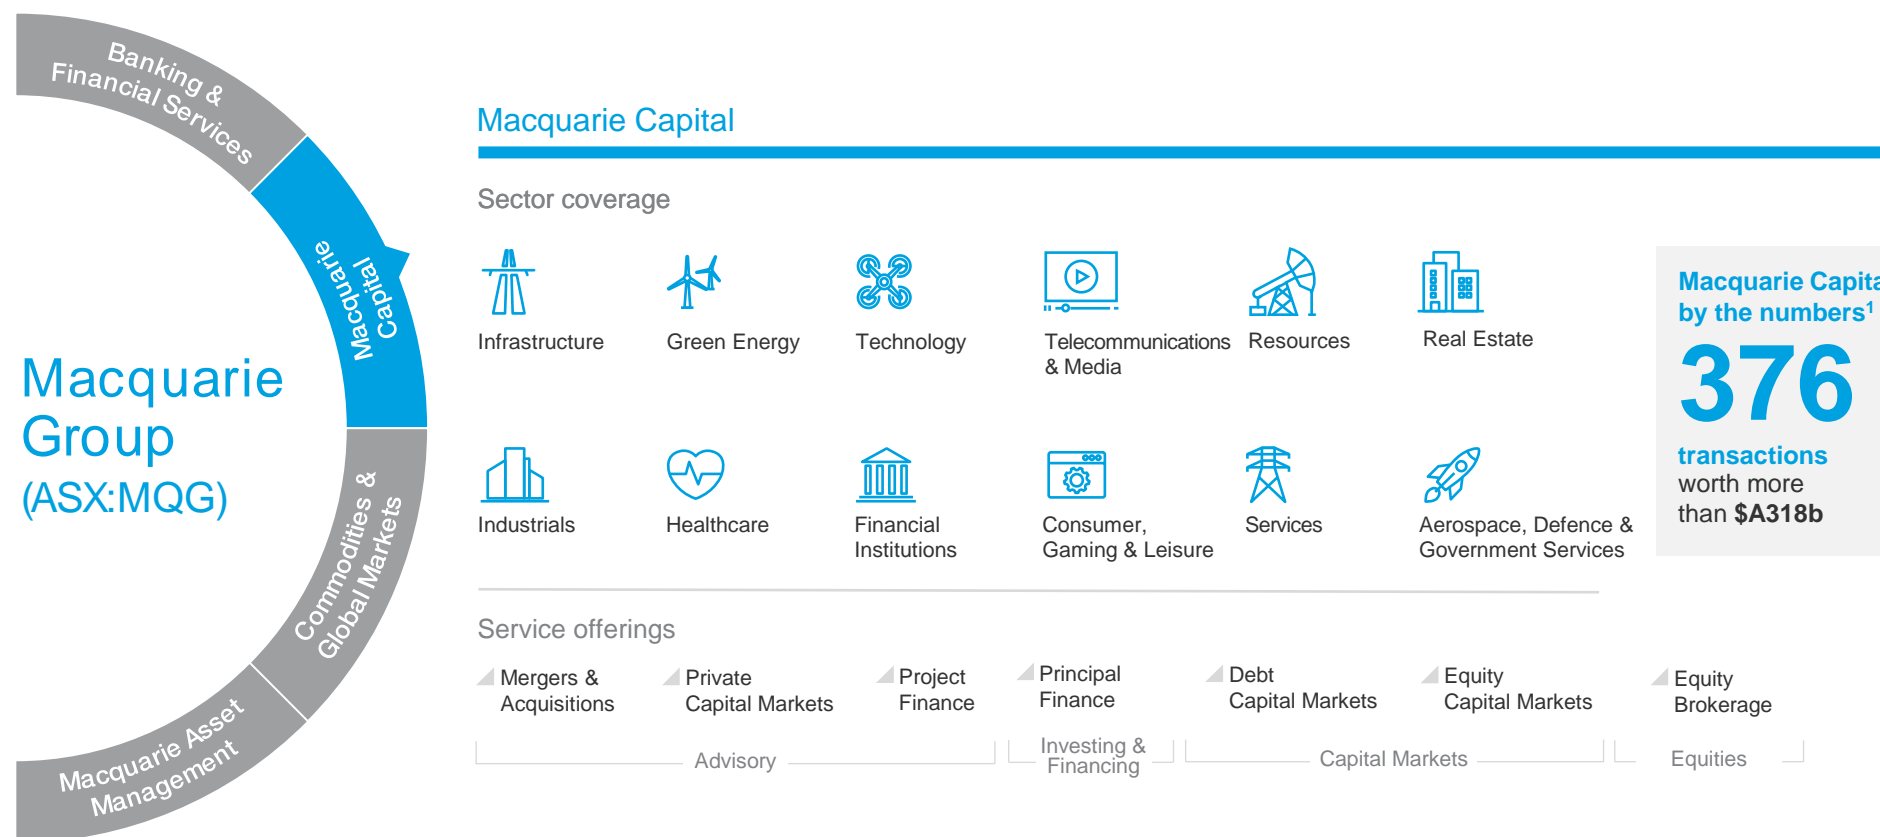 Banking &
Financial Services
Macquarie
Capital
Commodities &
Global Markets
Macquarie Asset
Management
Macquarie
Group
(ASX:MQG)
Macquarie Capital
Sector coverage
Infrastructure
Green Energy
Technology
Telecommunications
& Media
Resources
Real Estate
Industrials
Healthcare
Financial
Institutions
Consumer,
Gaming & Leisure
Services
Aerospace, Defence &
Government Services
Macquarie Capita
by the numbers¹
376
transactions
worth more
than $A318b
Service offerings
Mergers &
Acquisitions
Private
Capital Markets
Project
Finance
Principal
Finance
Debt
Capital Markets
Equity
Capital Markets
Equity
Brokerage
Advisory
Investing &
Financing
Capital Markets
Equities